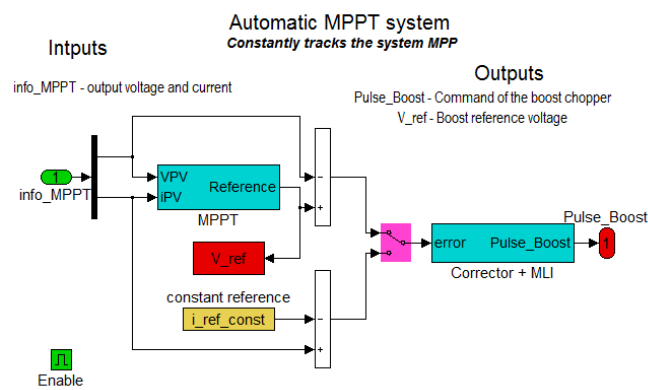 Automatic MPPT system
Constantly tracks the system MPP
Intputs
info_MPPT - output voltage and current
Outputs
Pulse_Boost - Command of the boost chopper
V_ref - Boost reference voltage
1
info_MPPT
VPV
iPV
Reference
MPPT
V_ref
constant reference
i_ref_const
−
+
−
+
error
Pulse_Boost
Corrector + MLI
Pulse_Boost
1
Enable